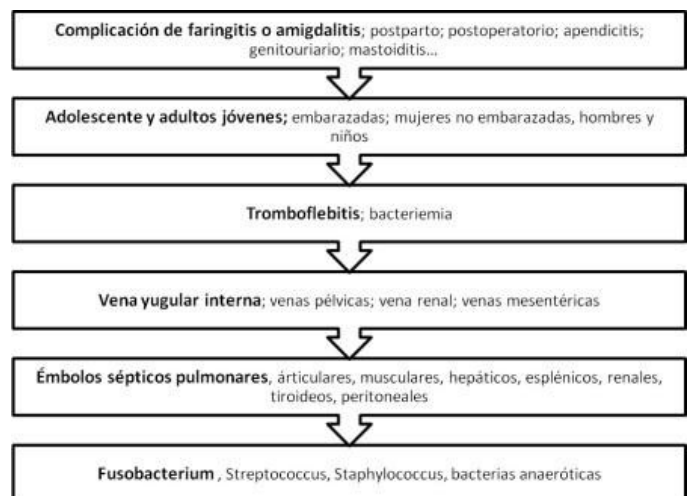 Complicación de faringitis o amigdalitis; postparto; postoperatorio; apendicitis;
genitouriario; mastoiditis...
Adolescente y adultos jóvenes; embarazadas; mujeres no embarazadas, hombres y
niños
Tromboflebitis; bacteriemia
Vena yugular interna; venas pélvicas; vena renal; venas mesentéricas
Émbolos sépticos pulmonares, árticulares, musculares, hepáticos, esplénicos, renales,
tiroideos, peritoneales
Fusobacterium , Streptococcus, Staphylococcus, bacterias anaeróticas